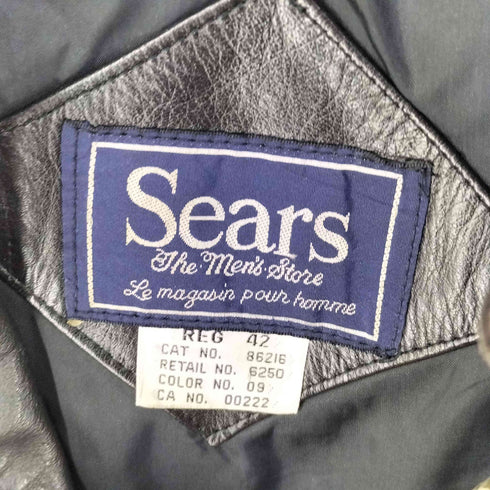 Sears
The Men's Store
Le magasin pour homme
REG 42
CAT NO. 86216
RETAIL NO. 6250
COLOR NO. 09
CA NO. 00222